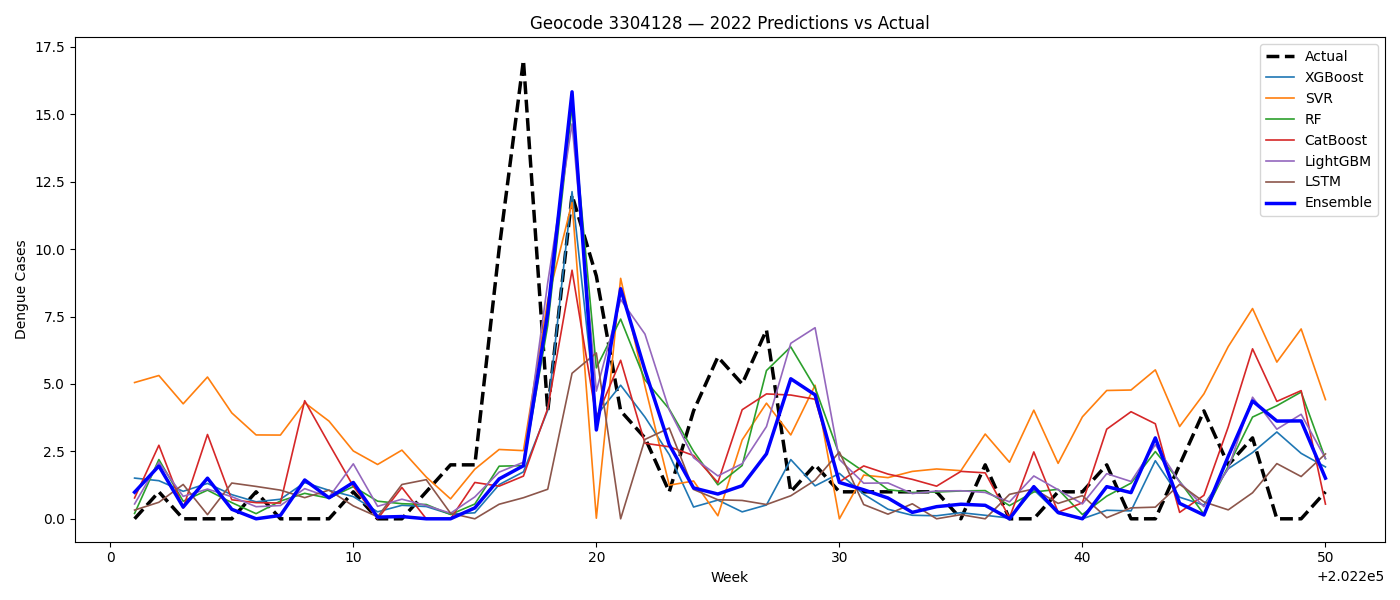 Geocode 3304128 — 2022 Predictions vs Actual
17.5
15.0
12.5
10.0
7.5
5.0
2.5
0.0
Dengue Cases
Actual
XGBoost
SVR
RF
CatBoost
LightGBM
LSTM
Ensemble
0
10
20
30
40
50
Week
+2.022e5